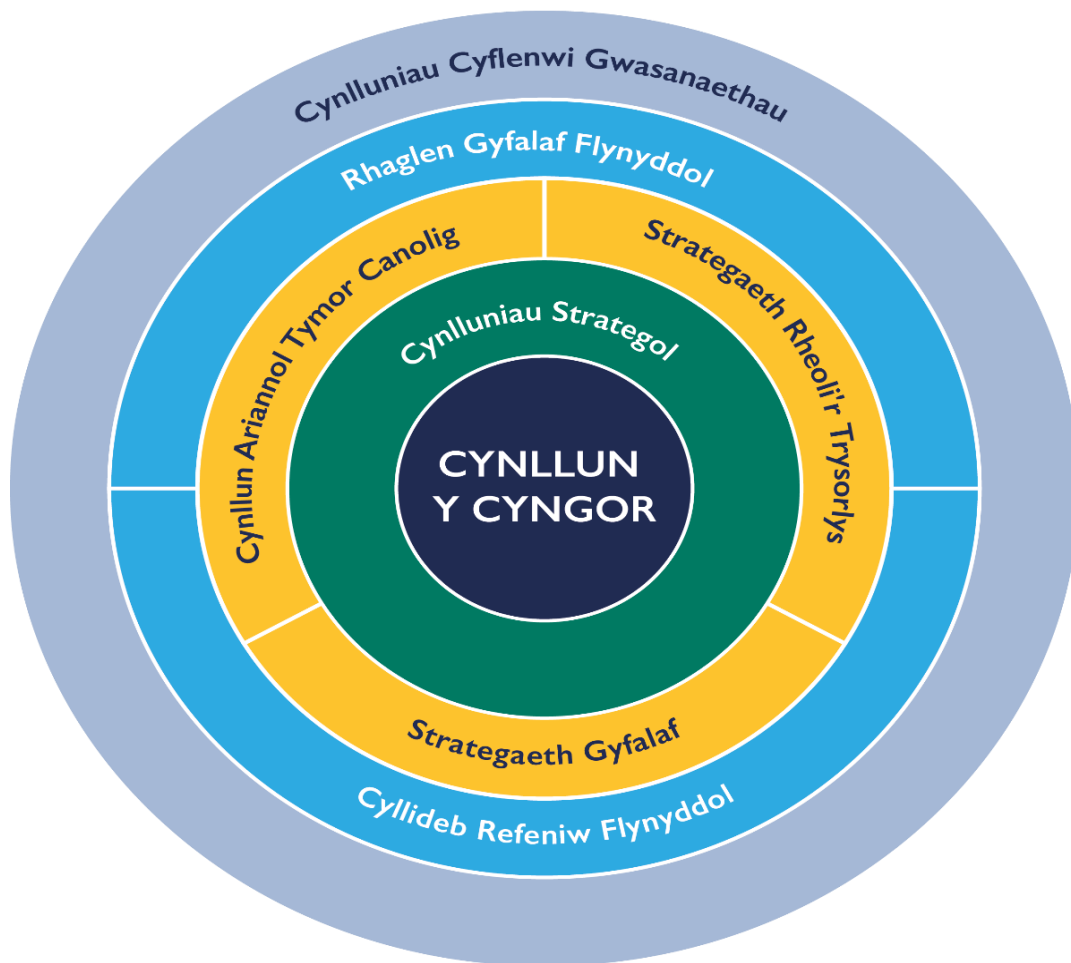 Cynlluniau Cyflenwi Gwasanaethau
Rhaglen Gyfalaf Flynyddol
Cynllun Ariannol Tymor Canolig
Strategaeth Rheoli'r Trysorlys
Cynlluniau Strategol
CYNLLUN
Y CYNGOR
Strategaeth Gyfalaf
Cyllideb Refeniw Flynyddol